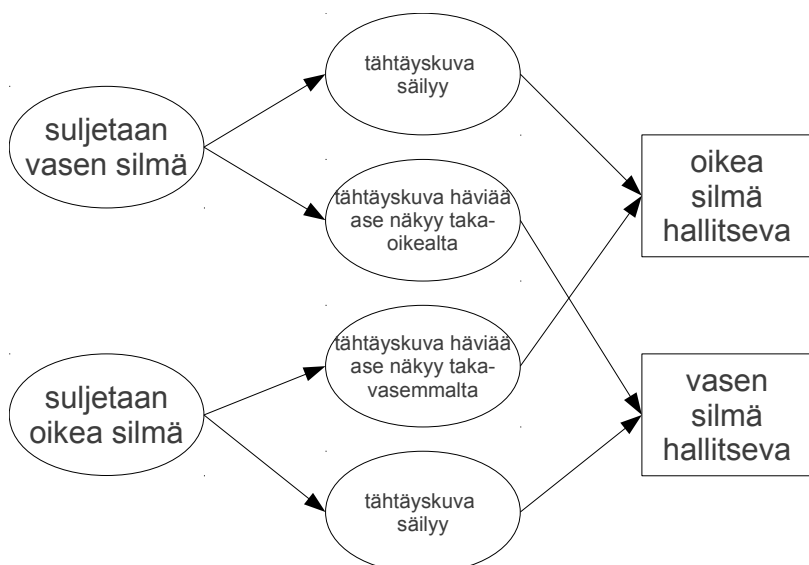 suljetaan
vasen silmä
tähtäyskuva
säilyy
tähtäyskuva häviää
ase näkyy taka-
oikealta
oikea
silmä
hallitseva
suljetaan
oikea silmä
tähtäyskuva häviää
ase näkyy taka-
vasemmalta
tähtäyskuva
säilyy
vasen
silmä
hallitseva